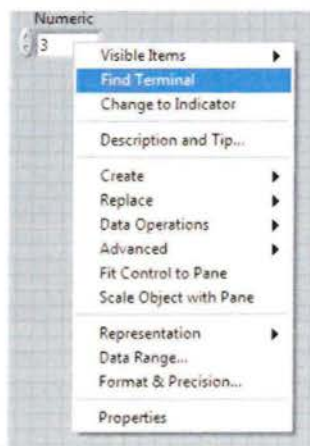 Numeric
3
Visible Items
Find Terminal
Change to Indicator
Description and Tip...
Create
Replace
Data Operations
Advanced
Fit Control to Pane
Scale Object with Pane
Representation
Data Range...
Format & Precision...
Properties